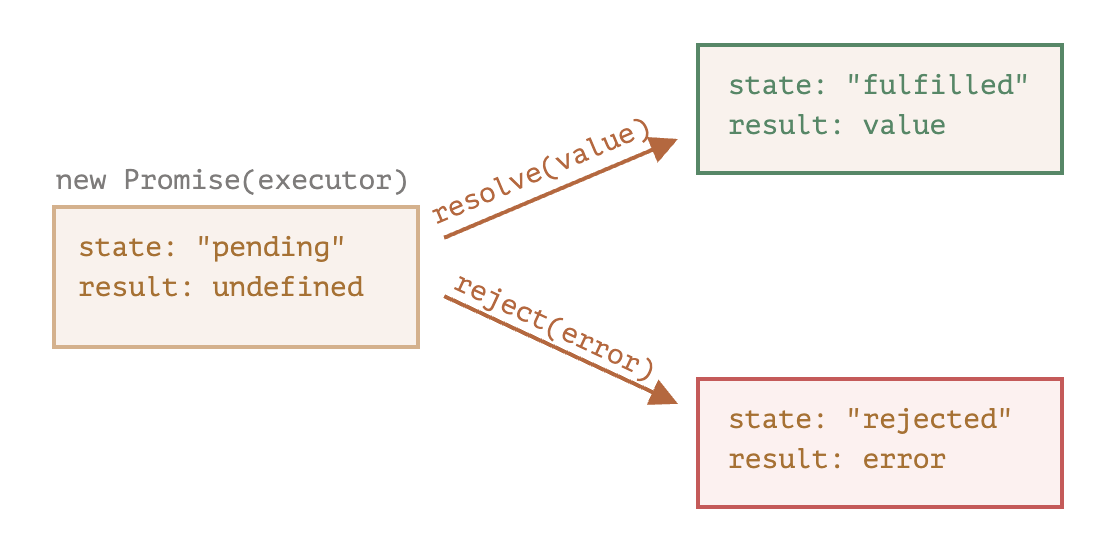 new Promise(executor)
state: "pending"
result: undefined
resolve(value)
reject(error)
state: "fulfilled"
result: value
state: "rejected"
result: error